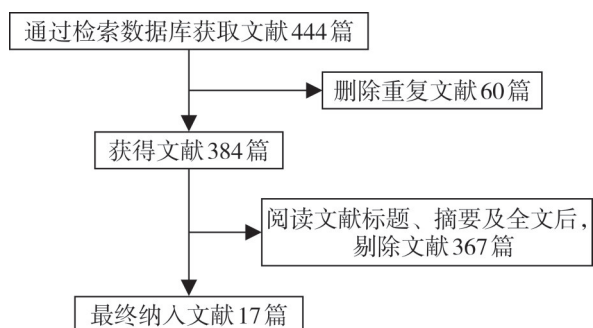 通过检索数据库获取文献444篇
删除重复文献60篇
获得文献384篇
阅读文献标题、摘要及全文后，
剔除文献367篇
最终纳入文献17篇